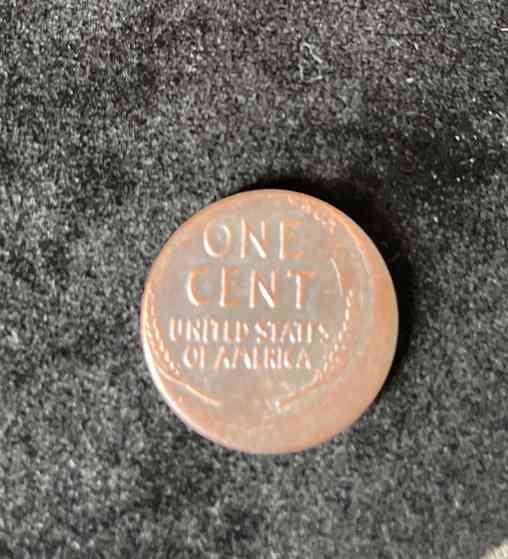 ONE
CENT
UNITED STATES
OF AMERICA